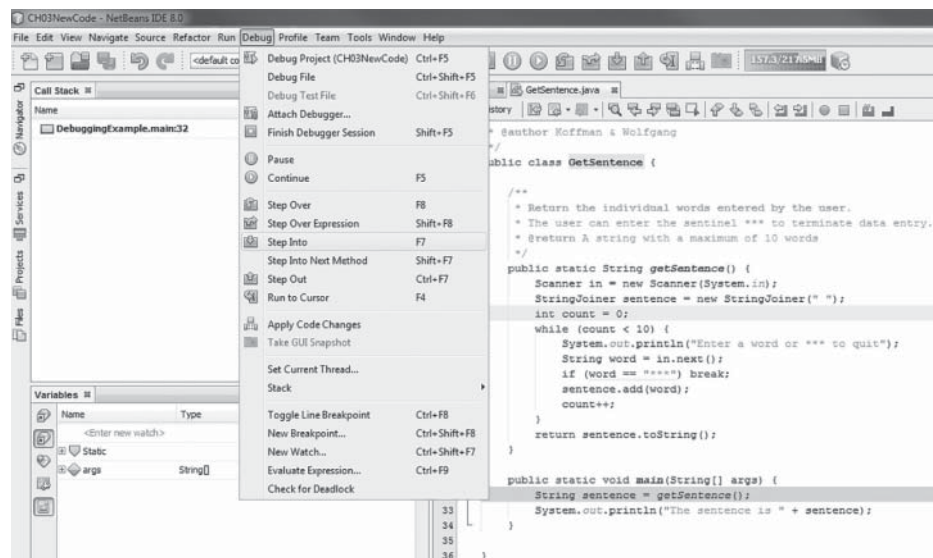 CH03NewCode - NetBeans IDE 8.0
File Edit View Navigate Source Refactor Run Debug Profile Team Tools Window Help
<default co
157.3/217.5MB
Call Stack
Name
DebuggingExample.main:32
Navigator
Services
Projects
Files
Variables
Name Type
<Enter new watch>
Static
args String[]
Debug Project (CH03NewCode) Ctrl+F5
Debug File Ctrl+Shift+F5
Debug Test File Ctrl+Shift+F6
Attach Debugger...
Finish Debugger Session Shift+F5
Pause
Continue F5
Step Over F8
Step Over Expression Shift+F8
Step Into F7
Step Into Next Method Shift+F7
Step Out Ctrl+F7
Run to Cursor F4
Apply Code Changes
Take GUI Snapshot
Set Current Thread...
Stack
Toggle Line Breakpoint Ctrl+F8
New Breakpoint... Ctrl+Shift+F8
New Watch... Ctrl+Shift+F7
Evaluate Expression... Ctrl+F9
Check for Deadlock
GetSentence.java
istory
* @author Koffman & Wolfgang
*/
ublic class GetSentence {
/**
* Return the individual words entered by the user.
* The user can enter the sentinel *** to terminate data entry.
* @return A string with a maximum of 10 words
*/
public static String getSentence() {
Scanner in = new Scanner(System.in);
StringJoiner sentence = new StringJoiner(" ");
int count = 0;
while (count < 10) {
System.out.println("Enter a word or *** to quit");
String word = in.next();
if (word == "***") break;
sentence.add(word);
count++;
}
return sentence.toString();
}
public static void main(String[] args) {
String sentence = getSentence();
33 System.out.println("The sentence is " + sentence);
34 }
35
36 }